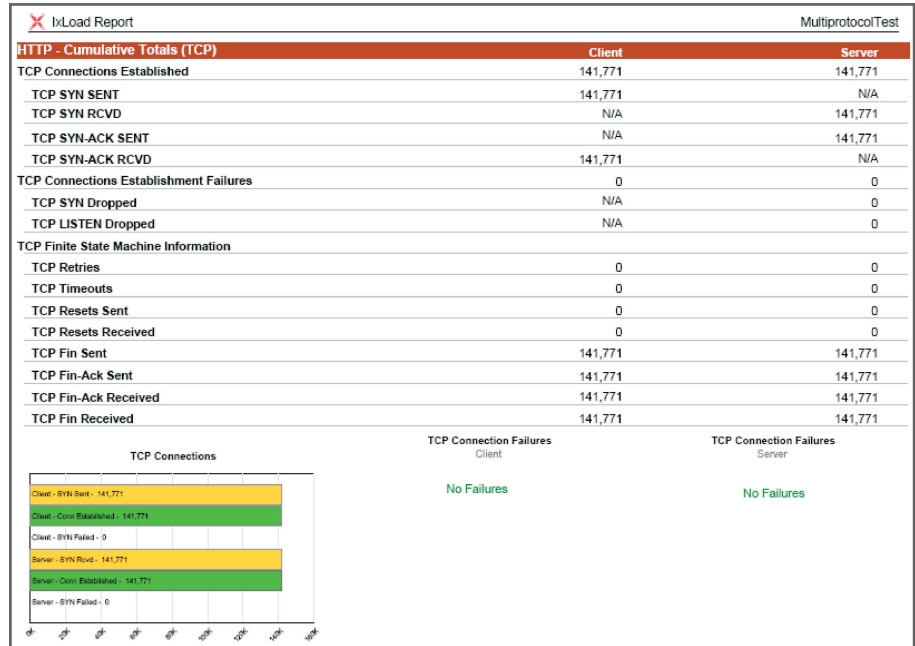 IxLoad Report MultiprotocolTest
HTTP - Cumulative Totals (TCP) Client Server
TCP Connections Established 141,771 141,771
TCP SYN SENT 141,771 N/A
TCP SYN RCVD N/A 141,771
TCP SYN-ACK SENT N/A 141,771
TCP SYN-ACK RCVD 141,771 N/A
TCP Connections Establishment Failures 0 0
TCP SYN Dropped N/A 0
TCP LISTEN Dropped N/A 0
TCP Finite State Machine Information
TCP Retries 0 0
TCP Timeouts 0 0
TCP Resets Sent 0 0
TCP Resets Received 0 0
TCP Fin Sent 141,771 141,771
TCP Fin-Ack Sent 141,771 141,771
TCP Fin-Ack Received 141,771 141,771
TCP Fin Received 141,771 141,771
TCP Connections
Client - SYN Sent - 141,771
Client - Conn Established - 141,771
Client - SYN Failed - 0
Server - SYN Rcvd - 141,771
Server - Conn Established - 141,771
Server - SYN Failed - 0
0K 20K 40K 60K 80K 100K 120K 140K 160K
TCP Connection Failures
Client
No Failures
TCP Connection Failures
Server
No Failures